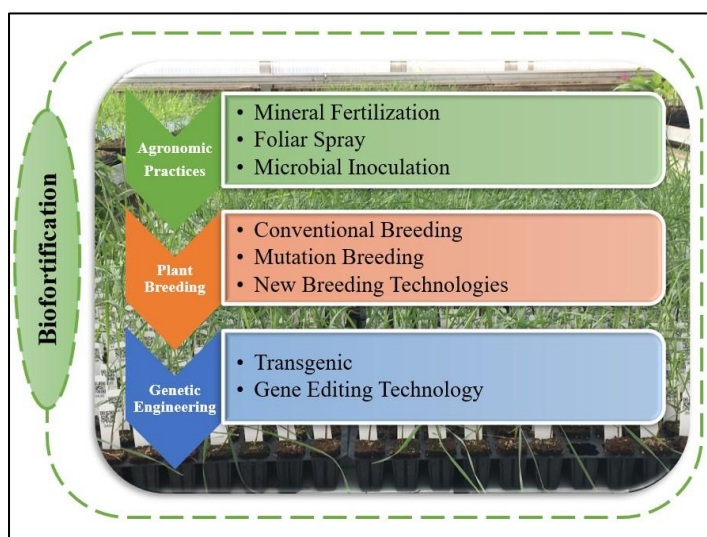 Biofortification
Agronomic
Practices
• Mineral Fertilization
• Foliar Spray
• Microbial Inoculation
Plant
Breeding
• Conventional Breeding
• Mutation Breeding
• New Breeding Technologies
Genetic
Engineering
• Transgenic
• Gene Editing Technology